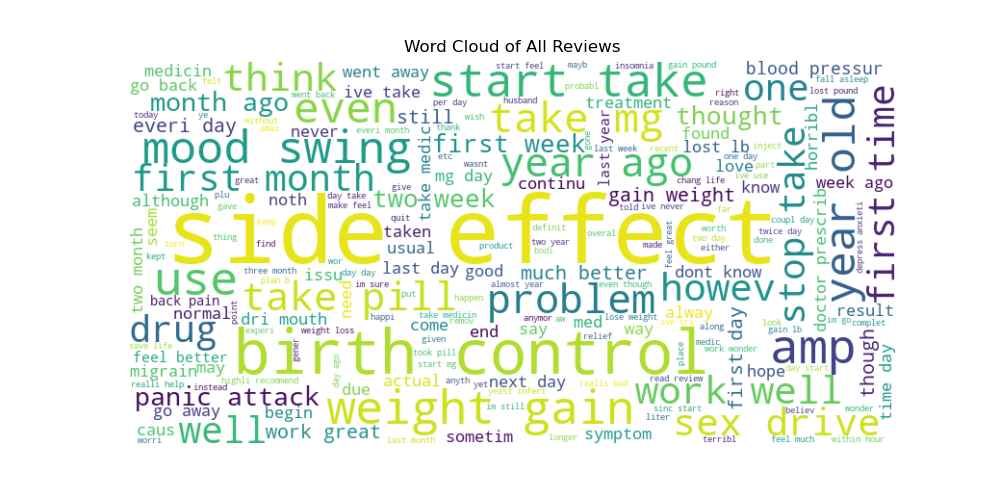 Word Cloud of All Reviews
medicin
think
went away
start feel
mayb
insomnia
gain pound
blood pressur
go back
felt
ive take
start take
probabl
one
fall asleep
lost pound
month ago
went back
even
per day
husband
treatment
right
reason
today
ye
without
amaz
still
take mg
wish
thought
everi day
never
everi month
thank
first week
gone
last week
recent
found
lost lb
inject
horribl
year old
first time
mood swing
take medic
etc
wasnt
year ago
last year
chang life
one day
part
love
ive use
stop take
first month
great
give
continu
gain weight
know
week ago
although
plu
gave
noth
day take
make feel
two week
quit
told
ive never
far
coupl day
twice day
depress anxieti
seem
thing
keep
find
side effect
taken
product
definit
overal
worth
two day
done
either
two month
kept
turn
wor
usual
two year
bodi
made
feel great
doctor prescrib
use
three month
plan b
issu
day day
last day
good
much better
dont know
result
back pain
normal
point
im sure
take pill
need
put
almost year
problem
even though
howev
look
gain lb
im go
complet
happen
drug
dri mouth
happi
take medicin
remov
anymor
aw
lose weight
alway
ive tri
along
though
experi
weight loss
given
come
end
say
med
way
first day
amp
save life
feel better
gener
birth control
took pill
start mg
relief
place
medic
work wonder
migrain
may
day ago
due
actual
anyth
yet
next day
realli bad
read review
hope
day start
time day
realli help
instead
highli recommend
yeast infect
work well
panic attack
weight gain
im still
sinc start
liter
believ
wonder
go away
begin
caus
worri
well
work great
last month
sometim
longer
symptom
sex drive
terribl
feel much
within hour